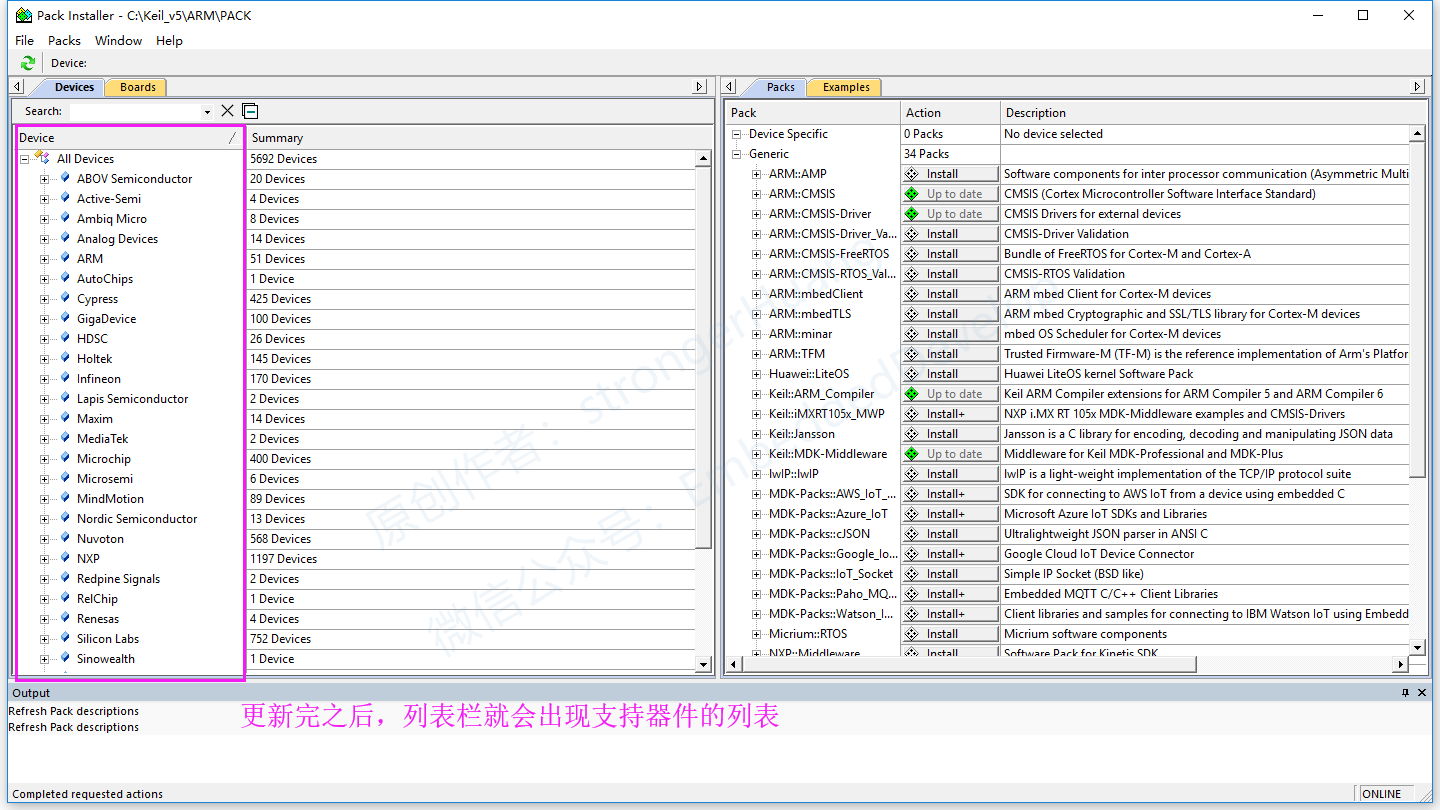 Pack Installer - C:\Keil_v5\ARM\PACK
File Packs Window Help
Device:
Devices Boards
Search:
Device Summary
All Devices 5692 Devices
ABOV Semiconductor 20 Devices
Active-Semi 4 Devices
Ambiq Micro 8 Devices
Analog Devices 14 Devices
ARM 51 Devices
AutoChips 1 Device
Cypress 425 Devices
GigaDevice 100 Devices
HDSC 26 Devices
Holtek 145 Devices
Infineon 170 Devices
Lapis Semiconductor 2 Devices
Maxim 14 Devices
MediaTek 2 Devices
Microchip 400 Devices
Microsemi 6 Devices
MindMotion 89 Devices
Nordic Semiconductor 13 Devices
Nuvoton 568 Devices
NXP 1197 Devices
Redpine Signals 2 Devices
RelChip 1 Device
Renesas 4 Devices
Silicon Labs 752 Devices
Sinowealth 1 Device
Packs Examples
Pack Action Description
Device Specific 0 Packs No device selected
Generic 34 Packs
ARM::AMP Install Software components for inter processor communication (Asymmetric Multi
ARM::CMSIS Up to date CMSIS (Cortex Microcontroller Software Interface Standard)
ARM::CMSIS-Driver Up to date CMSIS Drivers for external devices
ARM::CMSIS-Driver_Va... Install CMSIS-Driver Validation
ARM::CMSIS-FreeRTOS Install Bundle of FreeRTOS for Cortex-M and Cortex-A
ARM::CMSIS-RTOS_Val... Install CMSIS-RTOS Validation
ARM::mbedClient Install ARM mbed Client for Cortex-M devices
ARM::mbedTLS Install ARM mbed Cryptographic and SSL/TLS library for Cortex-M devices
ARM::minar Install mbed OS Scheduler for Cortex-M devices
ARM::TFM Install Trusted Firmware-M (TF-M) is the reference implementation of Arm's Platfor
Huawei::LiteOS Install Huawei LiteOS kernel Software Pack
Keil::ARM_Compiler Up to date Keil ARM Compiler extensions for ARM Compiler 5 and ARM Compiler 6
Keil::iMXRT105x_MWP Install+ NXP i.MX RT 105x MDK-Middleware examples and CMSIS-Drivers
Keil::Jansson Install Jansson is a C library for encoding, decoding and manipulating JSON data
Keil::MDK-Middleware Up to date Middleware for Keil MDK-Professional and MDK-Plus
lwIP::lwIP Install lwIP is a light-weight implementation of the TCP/IP protocol suite
MDK-Packs::AWS_IoT_... Install+ SDK for connecting to AWS IoT from a device using embedded C
MDK-Packs::Azure_IoT Install+ Microsoft Azure IoT SDKs and Libraries
MDK-Packs::cJSON Install Ultralightweight JSON parser in ANSI C
MDK-Packs::Google_Io... Install+ Google Cloud IoT Device Connector
MDK-Packs::IoT_Socket Install Simple IP Socket (BSD like)
MDK-Packs::Paho_MQ... Install+ Embedded MQTT C/C++ Client Libraries
MDK-Packs::Watson_I... Install+ Client libraries and samples for connecting to IBM Watson IoT using Embedd
Micrium::RTOS Install Micrium software components
NXP::Middleware Install Software Pack for Kinetis SDK
原创作者：
微信公众号：
Output
Refresh Pack descriptions
Refresh Pack descriptions
更新完之后，列表栏就会出现支持器件的列表
Completed requested actions ONLINE